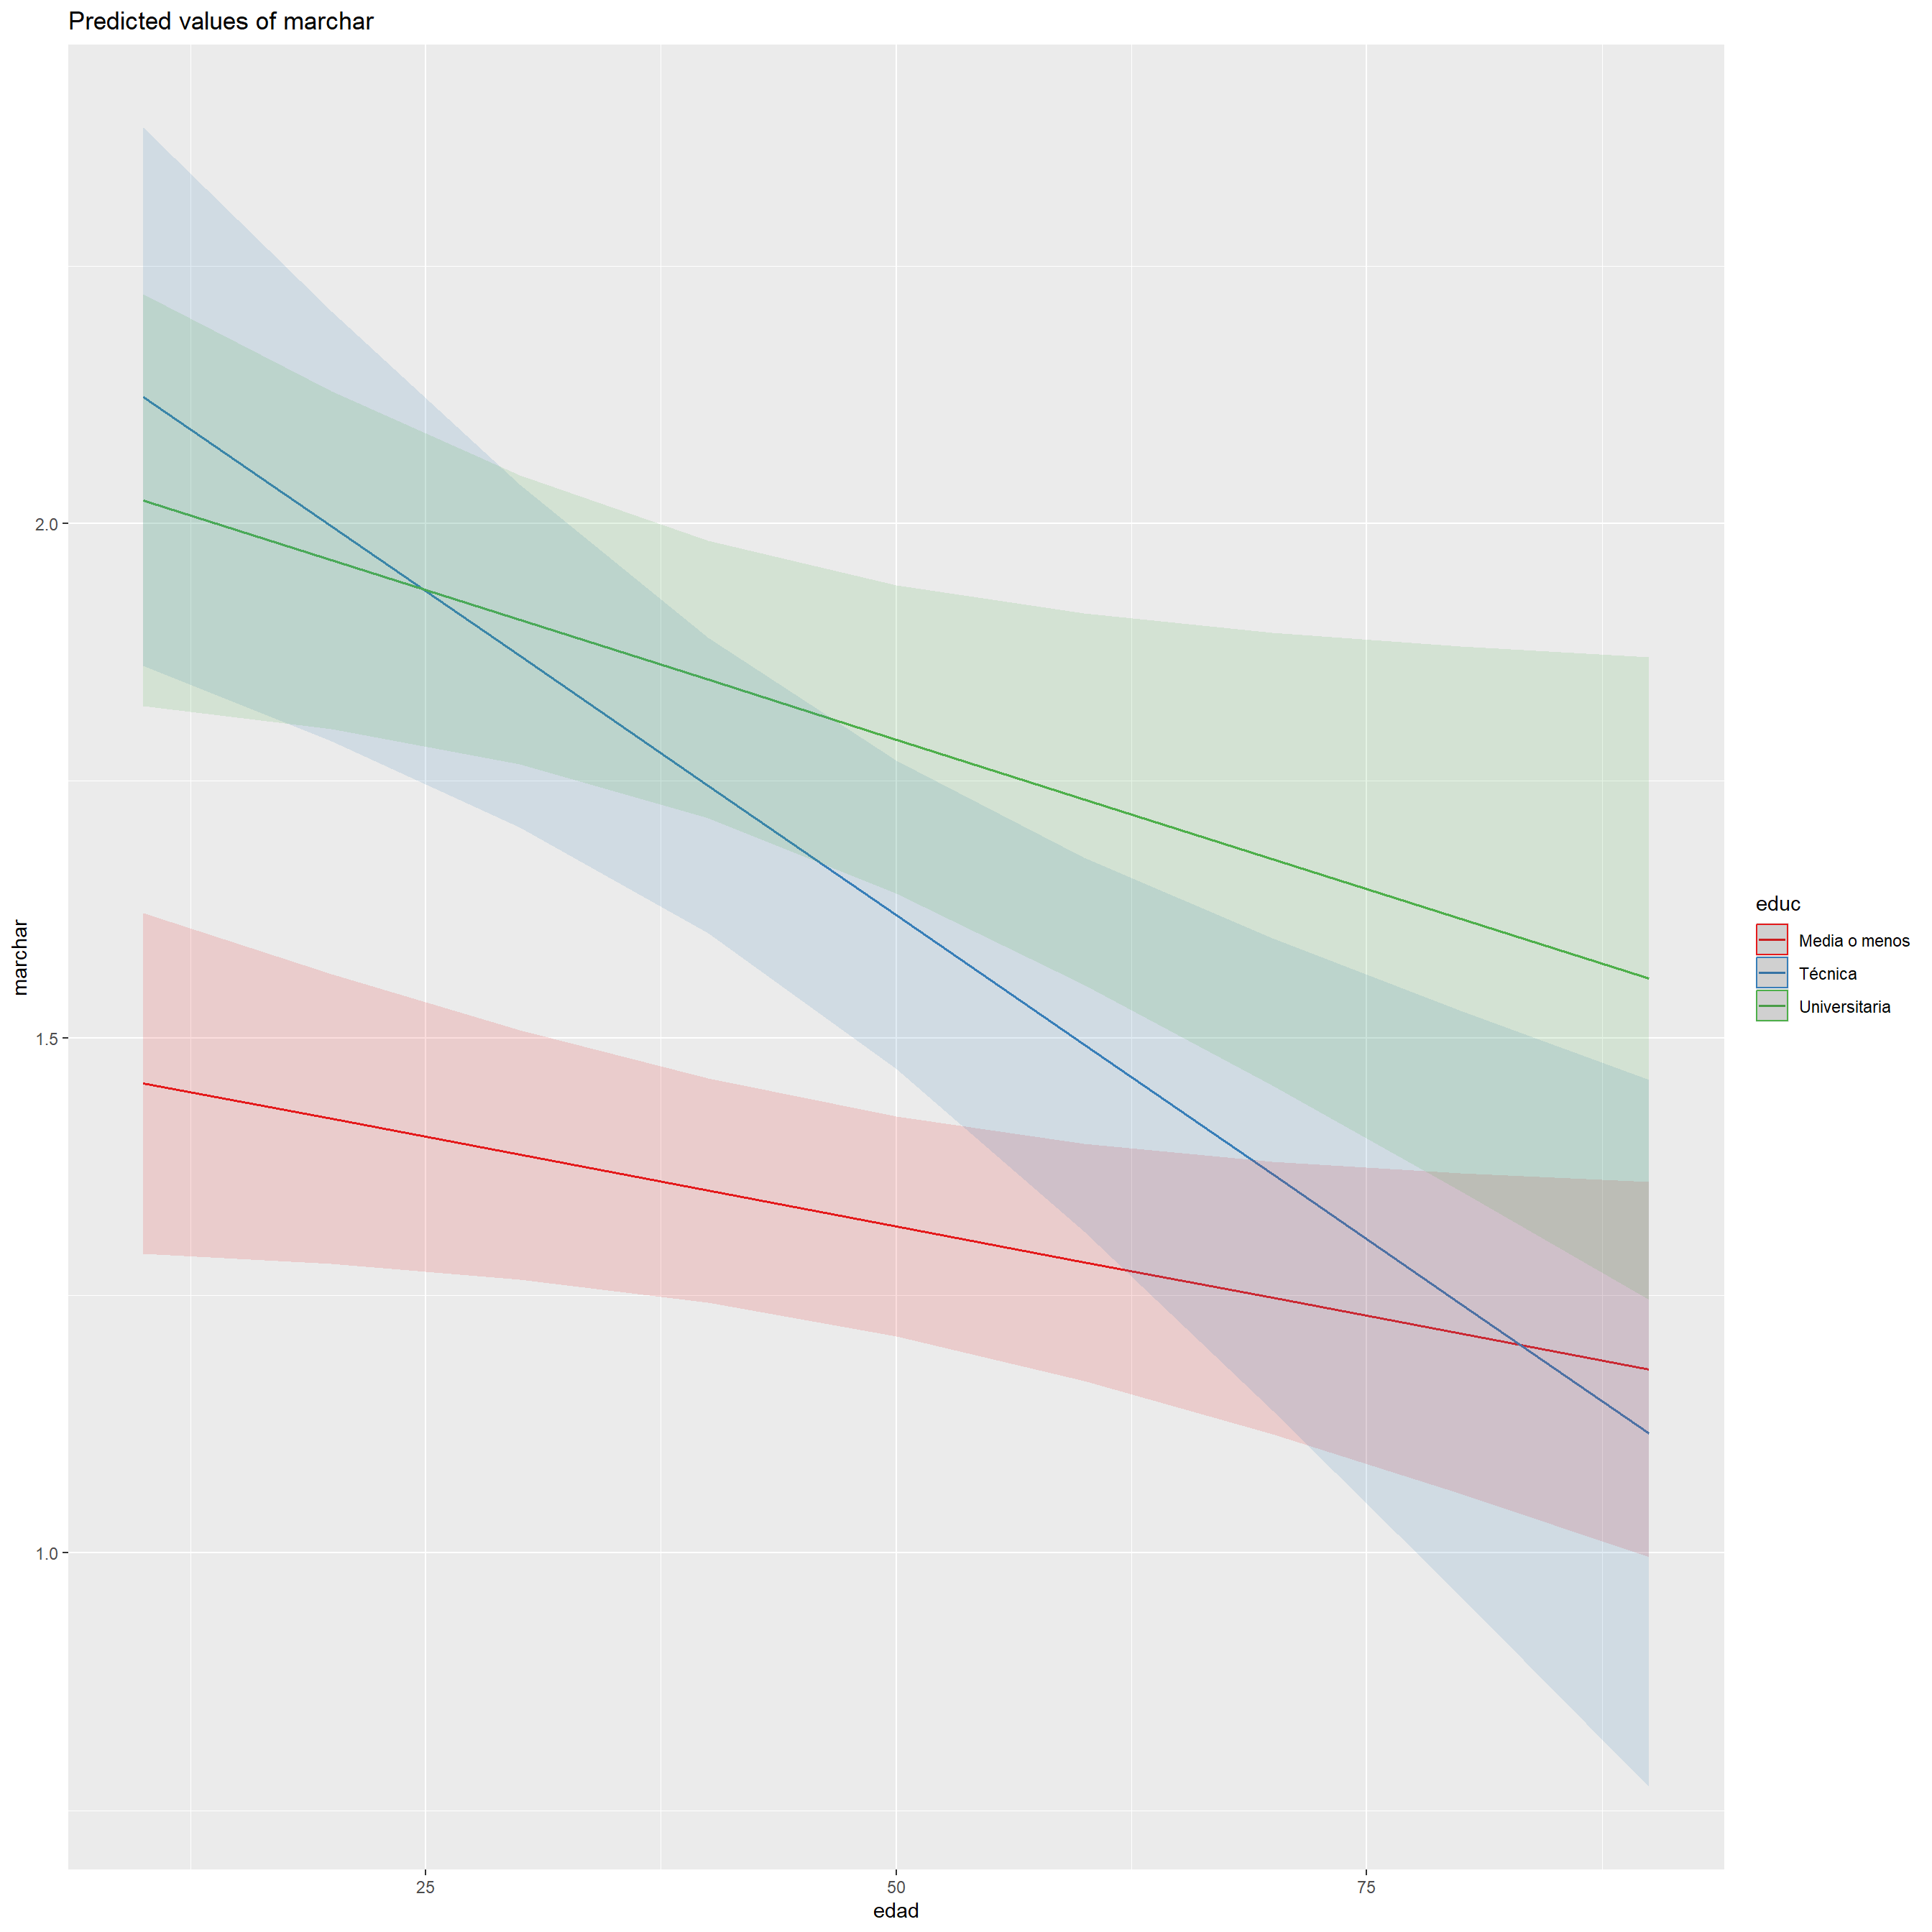 Predicted values of marchar
marchar
2.0
1.5
1.0
25 50 75
edad
educ
Media o menos
Técnica
Universitaria